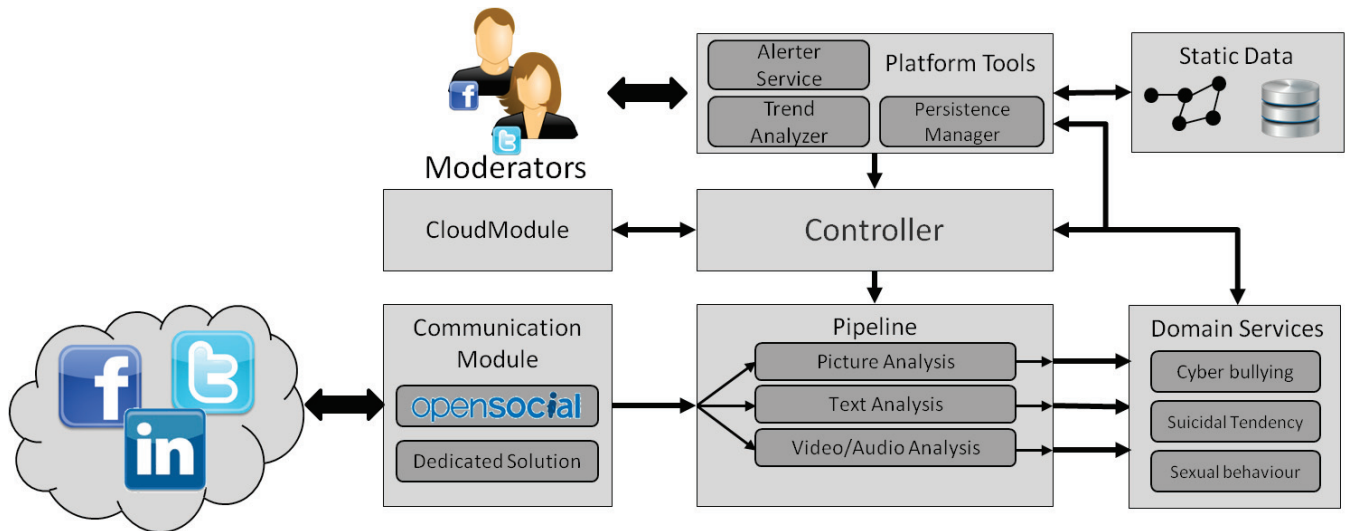 Moderators
Alerter
Service
Platform Tools
Trend
Analyzer
Persistence
Manager
Static Data
CloudModule
Controller
Communication
Module
opensocial
Dedicated Solution
Pipeline
Picture Analysis
Text Analysis
Video/Audio Analysis
Domain Services
Cyber bullying
Suicidal Tendency
Sexual behaviour
f
t
in
f
t